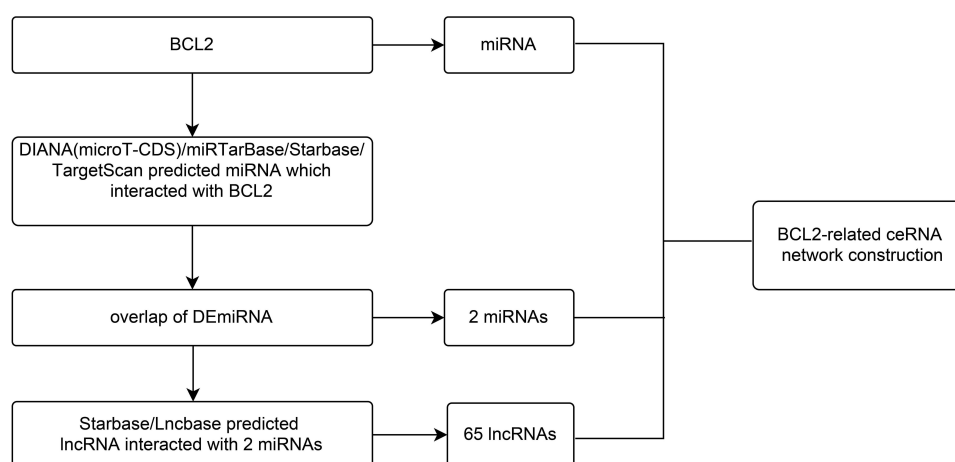 BCL2
miRNA
DIANA(microT-CDS)/miRTarBase/Starbase/
TargetScan predicted miRNA which
interacted with BCL2
BCL2-related ceRNA
network construction
overlap of DEmiRNA
2 miRNAs
Starbase/Lncbase predicted
lncRNA interacted with 2 miRNAs
65 lncRNAs